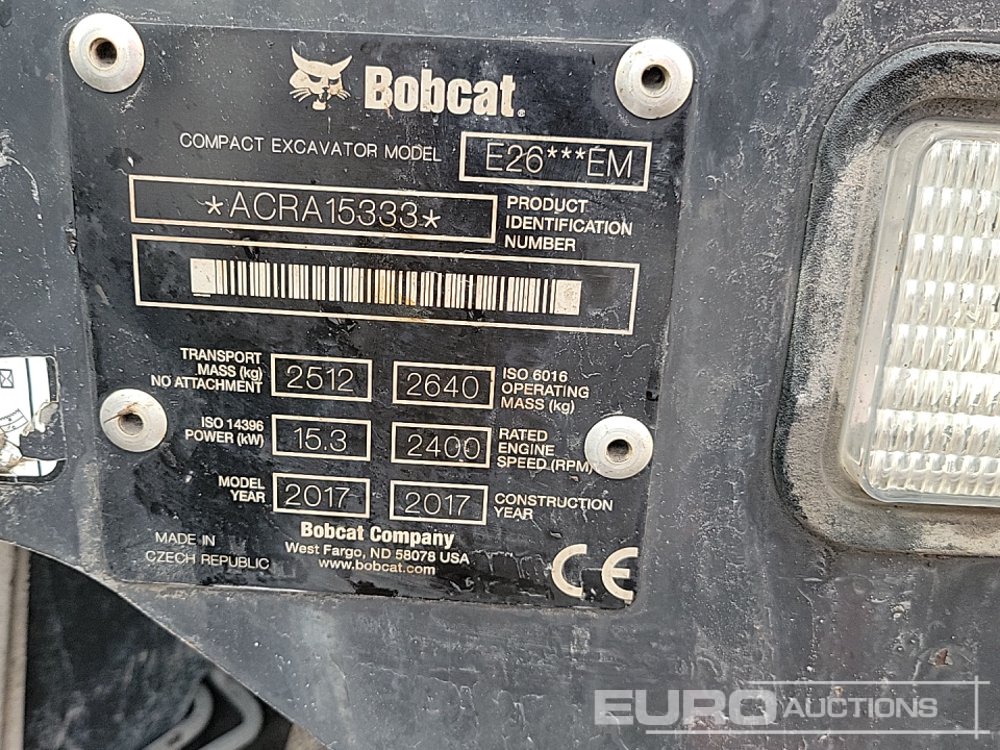 Bobcat.
COMPACT EXCAVATOR MODEL E26***EM
*ACRA15333* PRODUCT IDENTIFICATION NUMBER
TRANSPORT MASS (kg) NO ATTACHMENT 2512 2640 ISO 6016 OPERATING MASS (kg)
ISO 14396 POWER (kW) 15.3 2400 RATED ENGINE SPEED (RPM)
MODEL YEAR 2017 2017 CONSTRUCTION YEAR
Bobcat Company
West Fargo, ND 58078 USA
www.bobcat.com
MADE IN
CZECH REPUBLIC
CE
EURO AUCTIONS